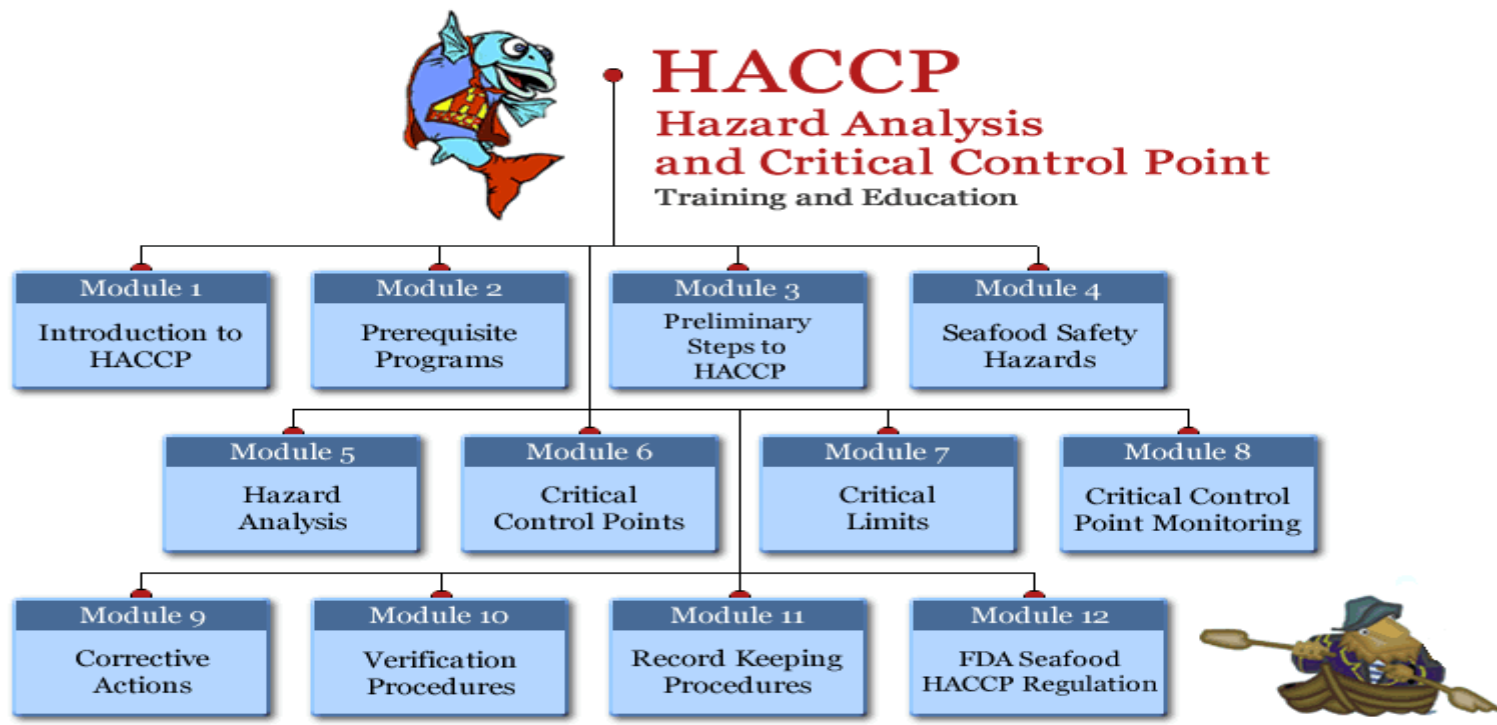 HACCP
Hazard Analysis
and Critical Control Point
Training and Education
Module 1
Introduction to
HACCP
Module 2
Prerequisite
Programs
Module 3
Preliminary
Steps to
HACCP
Module 4
Seafood Safety
Hazards
Module 5
Hazard
Analysis
Module 6
Critical
Control Points
Module 7
Critical
Limits
Module 8
Critical Control
Point Monitoring
Module 9
Corrective
Actions
Module 10
Verification
Procedures
Module 11
Record Keeping
Procedures
Module 12
FDA Seafood
HACCP Regulation